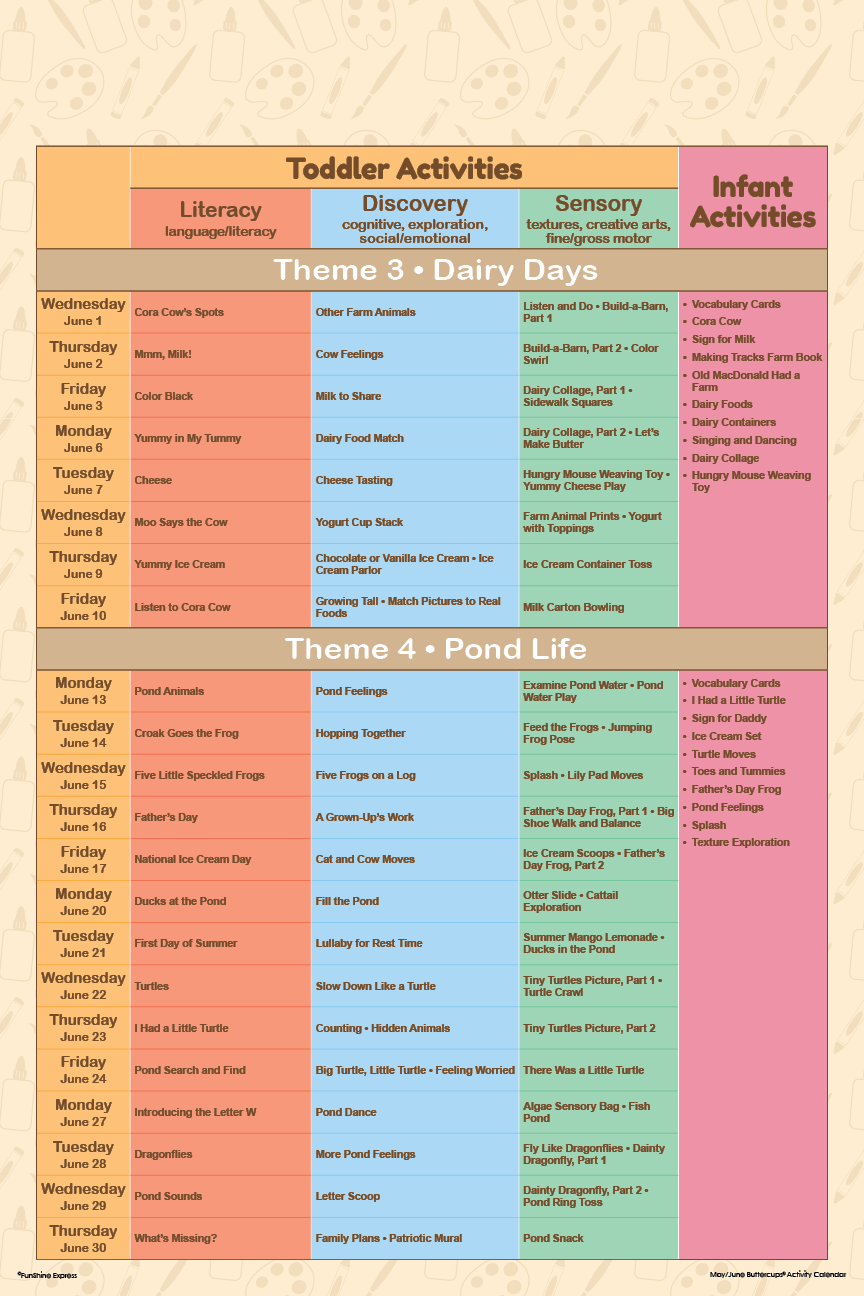 Toddler Activities
Infant
Activities
Literacy
language/literacy
Discovery
cognitive, exploration,
social/emotional
Sensory
textures, creative arts,
fine/gross motor
Theme 3 • Dairy Days
Wednesday
June 1
Cora Cow's Spots
Other Farm Animals
Listen and Do • Build-a-Barn,
Part 1
Thursday
June 2
Mmm, Milk!
Cow Feelings
Build-a-Barn, Part 2 • Color
Swirl
Friday
June 3
Color Black
Milk to Share
Dairy Collage, Part 1 •
Sidewalk Squares
Monday
June 6
Yummy in My Tummy
Dairy Food Match
Dairy Collage, Part 2 • Let's
Make Butter
Tuesday
June 7
Cheese
Cheese Tasting
Hungry Mouse Weaving Toy •
Yummy Cheese Play
Wednesday
June 8
Moo Says the Cow
Yogurt Cup Stack
Farm Animal Prints • Yogurt
with Toppings
Thursday
June 9
Yummy Ice Cream
Chocolate or Vanilla Ice Cream • Ice
Cream Parlor
Ice Cream Container Toss
Friday
June 10
Listen to Cora Cow
Growing Tall • Match Pictures to Real
Foods
Milk Carton Bowling
• Vocabulary Cards
• Cora Cow
• Sign for Milk
• Making Tracks Farm Book
• Old MacDonald Had a
Farm
• Dairy Foods
• Dairy Containers
• Singing and Dancing
• Dairy Collage
• Hungry Mouse Weaving
Toy
Theme 4 • Pond Life
Monday
June 13
Pond Animals
Pond Feelings
Examine Pond Water • Pond
Water Play
Tuesday
June 14
Croak Goes the Frog
Hopping Together
Feed the Frogs • Jumping
Frog Pose
Wednesday
June 15
Five Little Speckled Frogs
Five Frogs on a Log
Splash • Lily Pad Moves
Thursday
June 16
Father's Day
A Grown-Up's Work
Father's Day Frog, Part 1 • Big
Shoe Walk and Balance
Friday
June 17
National Ice Cream Day
Cat and Cow Moves
Ice Cream Scoops • Father's
Day Frog, Part 2
Monday
June 20
Ducks at the Pond
Fill the Pond
Otter Slide • Cattail
Exploration
Tuesday
June 21
First Day of Summer
Lullaby for Rest Time
Summer Mango Lemonade •
Ducks in the Pond
Wednesday
June 22
Turtles
Slow Down Like a Turtle
Tiny Turtles Picture, Part 1 •
Turtle Crawl
Thursday
June 23
I Had a Little Turtle
Counting • Hidden Animals
Tiny Turtles Picture, Part 2
Friday
June 24
Pond Search and Find
Big Turtle, Little Turtle • Feeling Worried
There Was a Little Turtle
Monday
June 27
Introducing the Letter W
Pond Dance
Algae Sensory Bag • Fish
Pond
Tuesday
June 28
Dragonflies
More Pond Feelings
Fly Like Dragonflies • Dainty
Dragonfly, Part 1
Wednesday
June 29
Pond Sounds
Letter Scoop
Dainty Dragonfly, Part 2 •
Pond Ring Toss
Thursday
June 30
What's Missing?
Family Plans • Patriotic Mural
Pond Snack
• Vocabulary Cards
• I Had a Little Turtle
• Sign for Daddy
• Ice Cream Set
• Turtle Moves
• Toes and Tummies
• Father's Day Frog
• Pond Feelings
• Splash
• Texture Exploration
©FunShine Express
May/June Buttercups® Activity Calendar